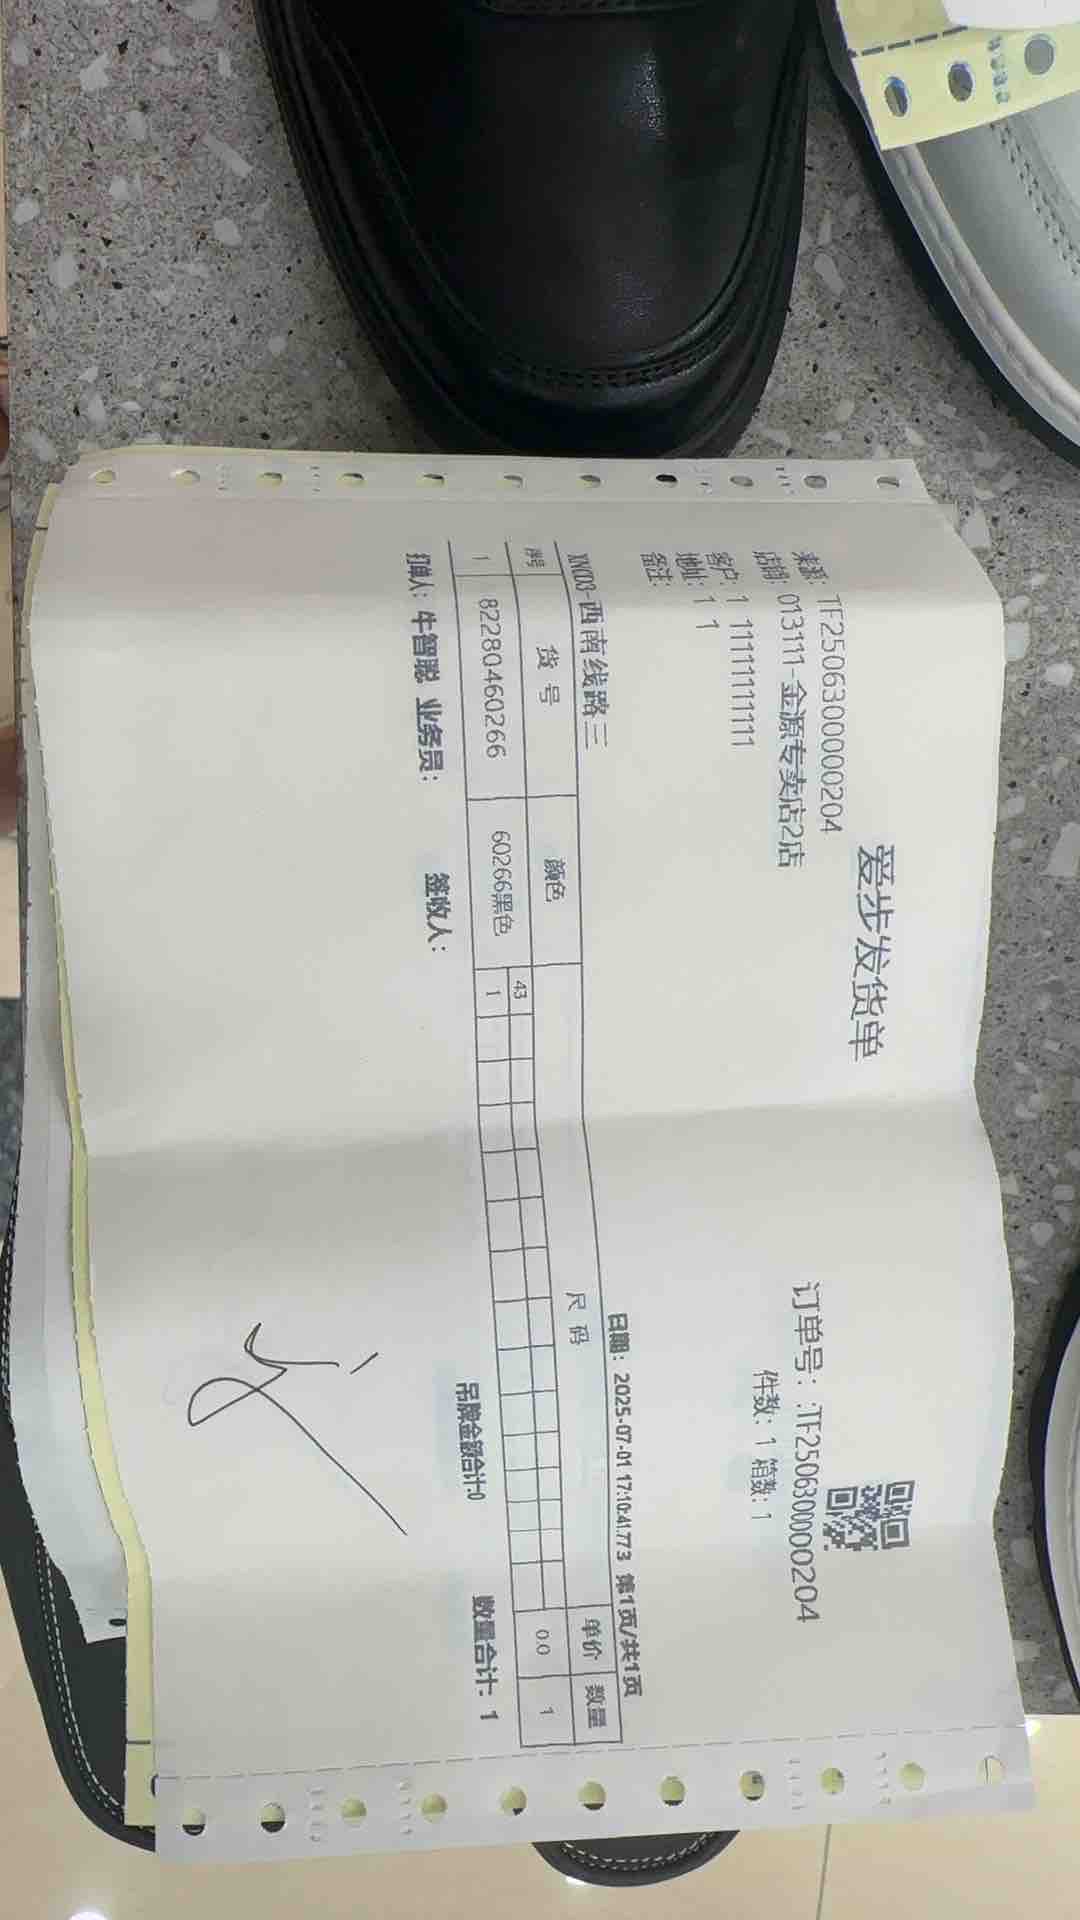 爱步发货单
来源: TF25063000000204
订单号: :TF25063000000204
店铺: 013111-金源专卖店2店
件数: 1 箱数: 1
客户: 1 11111111111
地址: 1 1
备注:
XN003-西南线路三 日期: 2025-07-01 17:10:41.773 第1页/共1页
序号 货 号 颜色 尺 码 单价 数量
43
1 82280460266 60266黑色 1 0.0 1
打单人: 牛智聪 业务员: 签收人: 吊牌金额合计:0 数量合计: 1